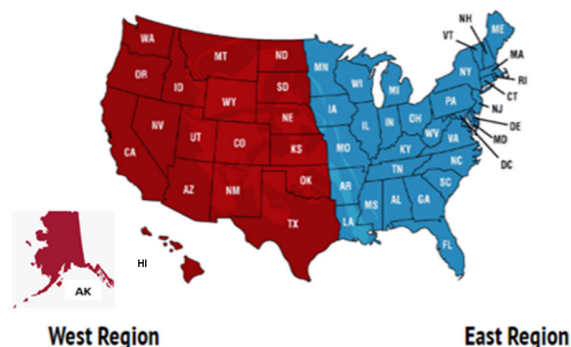 NH
VT
ME
WA
MT
ND
MN
MA
OR
ID
SD
WI
NY
RI
WY
MI
CT
IA
PA
NJ
NE
NV
UT
CO
IL
IN
OH
DE
WV
VA
MD
CA
KS
MO
KY
DC
NC
TN
AZ
NM
OK
AR
SC
MS
AL
GA
TX
LA
FL
HI
AK
West Region
East Region